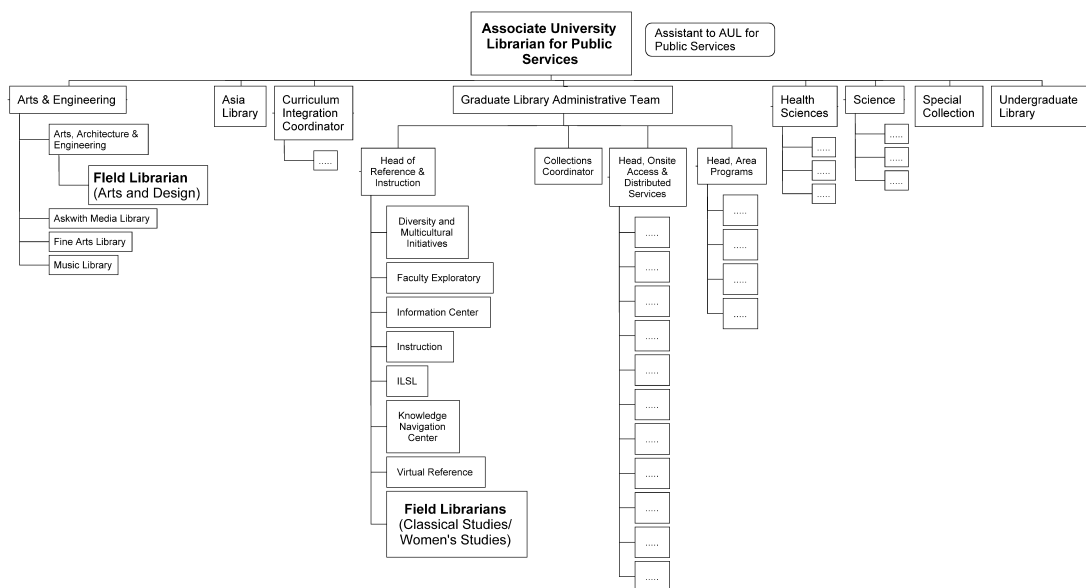 Associate University
Librarian for Public
Services
Assistant to AUL for
Public Services
Arts & Engineering
Asia
Library
Curriculum
Integration
Coordinator
Graduate Library Administrative Team
Health
Sciences
Science
Special
Collection
Undergraduate
Library
Arts, Architecture &
Engineering
Field Librarian
(Arts and Design)
Askwith Media Library
Fine Arts Library
Music Library
.....
Head of
Reference &
Instruction
Diversity and
Multicultural
Initiatives
Faculty Exploratory
Information Center
Instruction
ILSL
Knowledge
Navigation
Center
Virtual Reference
Field Librarians
(Classical Studies/
Women's Studies)
Collections
Coordinator
Head, Onsite
Access &
Distributed
Services
.....
.....
.....
.....
.....
.....
.....
.....
.....
.....
.....
Head, Area
Programs
.....
.....
.....
.....
.....
.....
.....
.....
.....
.....